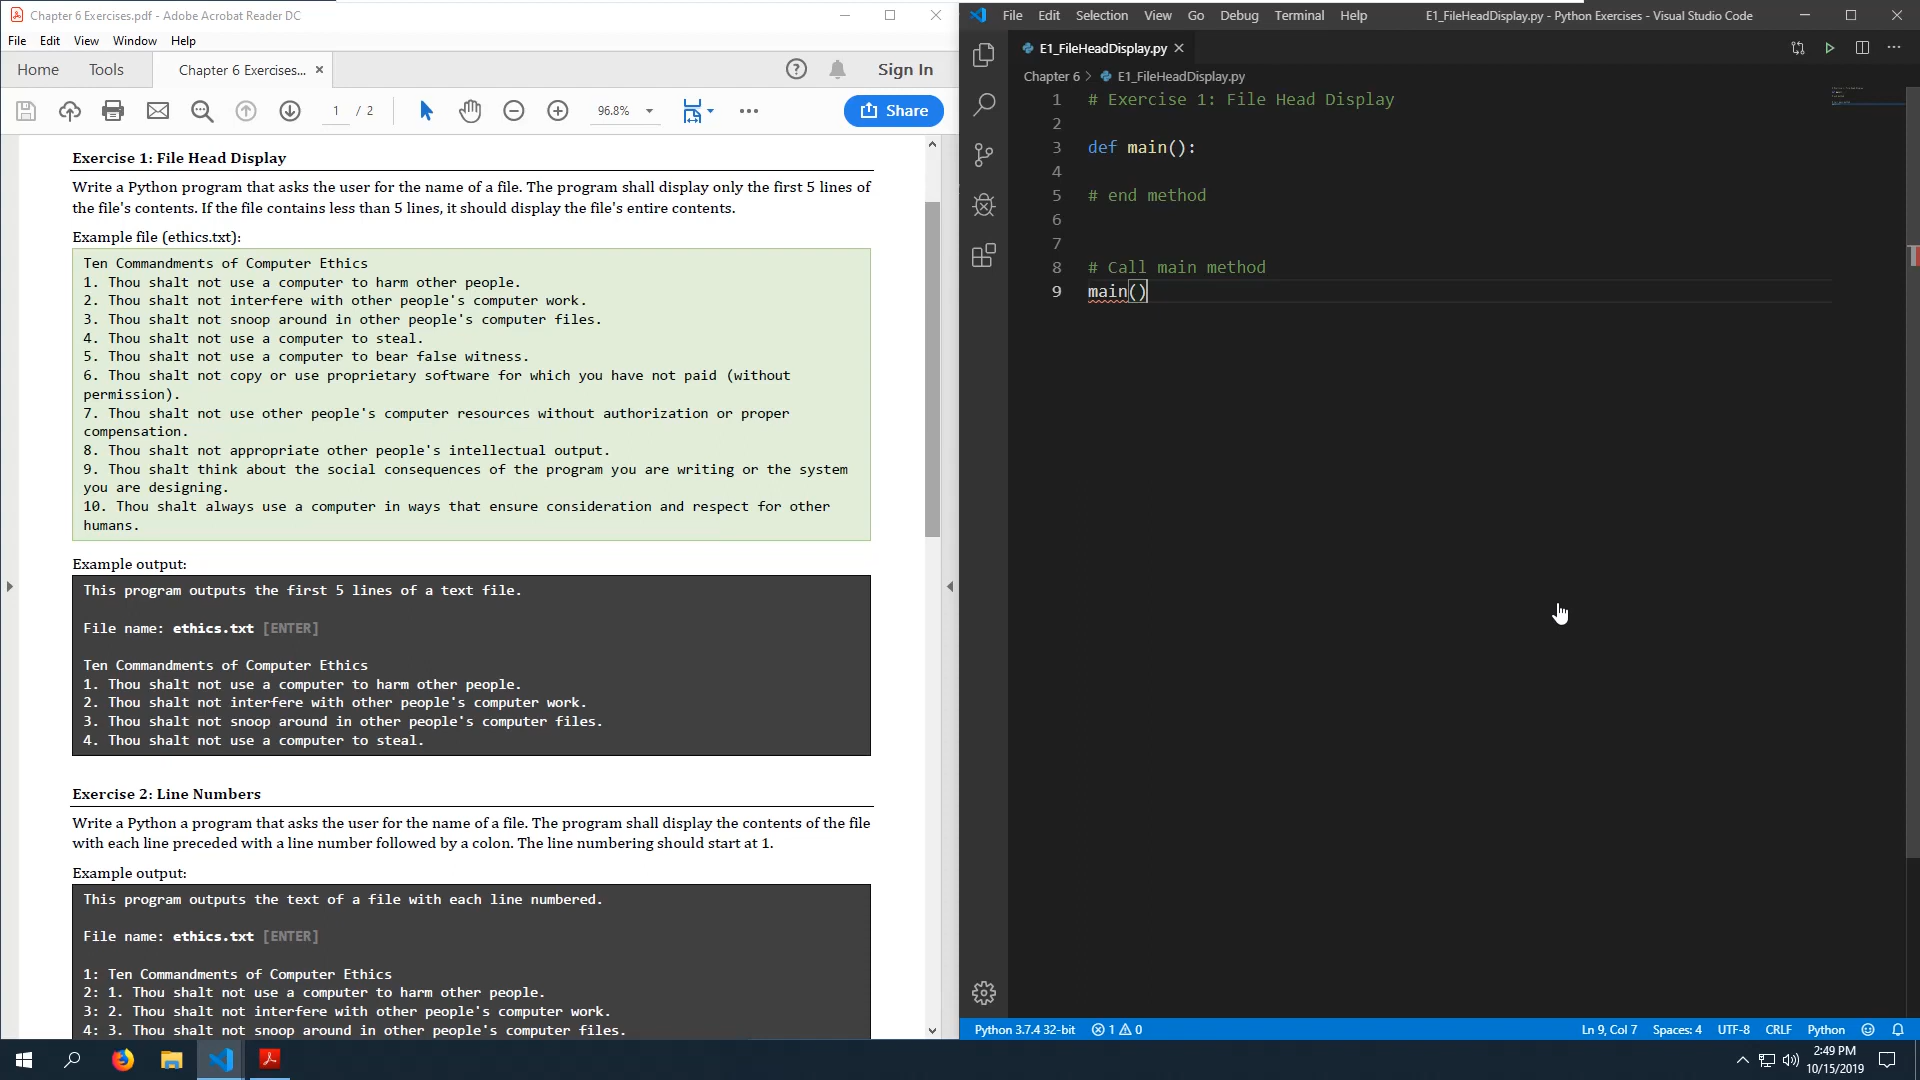 Chapter 6 Exercises.pdf - Adobe Acrobat Reader DC
File Edit View Window Help
Home Tools Chapter 6 Exercises... × Sign In
1 / 2 96.8% Share
Exercise 1: File Head Display
Write a Python program that asks the user for the name of a file. The program shall display only the first 5 lines of
the file's contents. If the file contains less than 5 lines, it should display the file's entire contents.
Example file (ethics.txt):
Ten Commandments of Computer Ethics
1. Thou shalt not use a computer to harm other people.
2. Thou shalt not interfere with other people's computer work.
3. Thou shalt not snoop around in other people's computer files.
4. Thou shalt not use a computer to steal.
5. Thou shalt not use a computer to bear false witness.
6. Thou shalt not copy or use proprietary software for which you have not paid (without
permission).
7. Thou shalt not use other people's computer resources without authorization or proper
compensation.
8. Thou shalt not appropriate other people's intellectual output.
9. Thou shalt think about the social consequences of the program you are writing or the system
you are designing.
10. Thou shalt always use a computer in ways that ensure consideration and respect for other
humans.
Example output:
This program outputs the first 5 lines of a text file.
File name: ethics.txt [ENTER]
Ten Commandments of Computer Ethics
1. Thou shalt not use a computer to harm other people.
2. Thou shalt not interfere with other people's computer work.
3. Thou shalt not snoop around in other people's computer files.
4. Thou shalt not use a computer to steal.
Exercise 2: Line Numbers
Write a Python a program that asks the user for the name of a file. The program shall display the contents of the file
with each line preceded with a line number followed by a colon. The line numbering should start at 1.
Example output:
This program outputs the text of a file with each line numbered.
File name: ethics.txt [ENTER]
1: Ten Commandments of Computer Ethics
2: 1. Thou shalt not use a computer to harm other people.
3: 2. Thou shalt not interfere with other people's computer work.
4: 3. Thou shalt not snoop around in other people's computer files.
File Edit Selection View Go Debug Terminal Help E1_FileHeadDisplay.py - Python Exercises - Visual Studio Code
E1_FileHeadDisplay.py ×
Chapter 6 > E1_FileHeadDisplay.py
1 # Exercise 1: File Head Display
2
3 def main():
4
5 # end method
6
7
8 # Call main method
9 main()
Python 3.7.4 32-bit 1 0 Ln 9, Col 7 Spaces: 4 UTF-8 CRLF Python
2:49 PM
10/15/2019